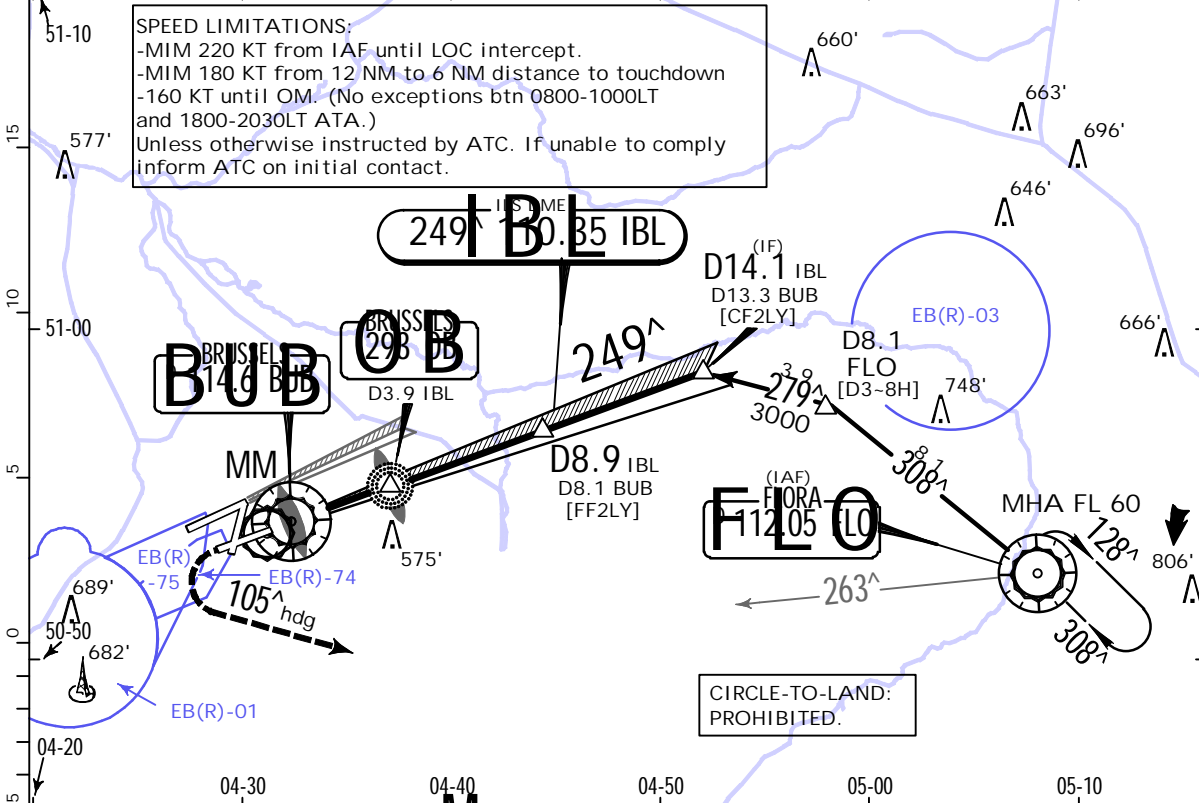 51-10
SPEED LIMITATIONS:
-MIM 220 KT from IAF until LOC intercept.
-MIM 180 KT from 12 NM to 6 NM distance to touchdown
-160 KT until OM. (No exceptions btn 0800-1000LT
and 1800-2030LT ATA.)
Unless otherwise instructed by ATC. If unable to comply
inform ATC on initial contact.
660'
663'
696'
646'
577'
15
ILS DME
249^ 110.35 IBL
IBL
(IF)
D14.1 IBL
D13.3 BUB
[CF2LY]
EB(R)-03
666'
10
51-00
BRUSSELS
293 OB
OB
D3.9 IBL
249^
BRUSSELS
114.6 BUB
BUB
D8.1
FLO
[D3~8H]
748'
3.9
279^
3000
MM
D8.9 IBL
D8.1 BUB
[FF2LY]
8.1
308^
5
(IAF)
FLORA
112.05 FLO
FLO
MHA FL 60
128^
806'
575'
EB(R)
-75
EB(R)-74
263^
308^
689'
105^ hdg
0
50-50
682'
EB(R)-01
CIRCLE-TO-LAND:
PROHIBITED.
04-20
5
04-30
04-40
04-50
05-00
05-10